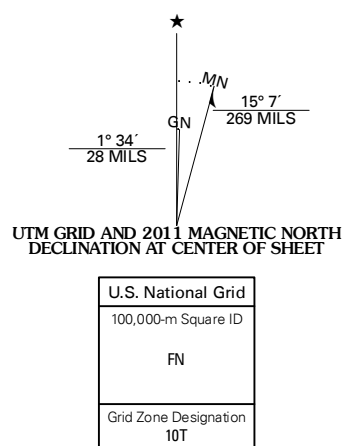 MN
GN
15° 7´
269 MILS
1° 34´
28 MILS
UTM GRID AND 2011 MAGNETIC NORTH
DECLINATION AT CENTER OF SHEET
U.S. National Grid
100,000-m Square ID
FN
Grid Zone Designation
10T